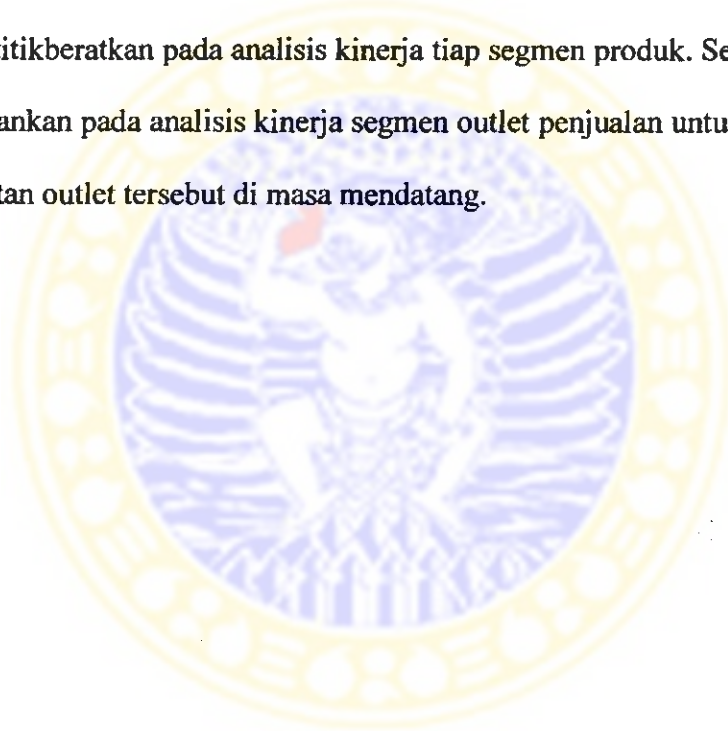 itikberatkan pada analisis kinerja tiap segmen produk. Se
ankan pada analisis kinerja segmen outlet penjualan untu
tan outlet tersebut di masa mendatang.